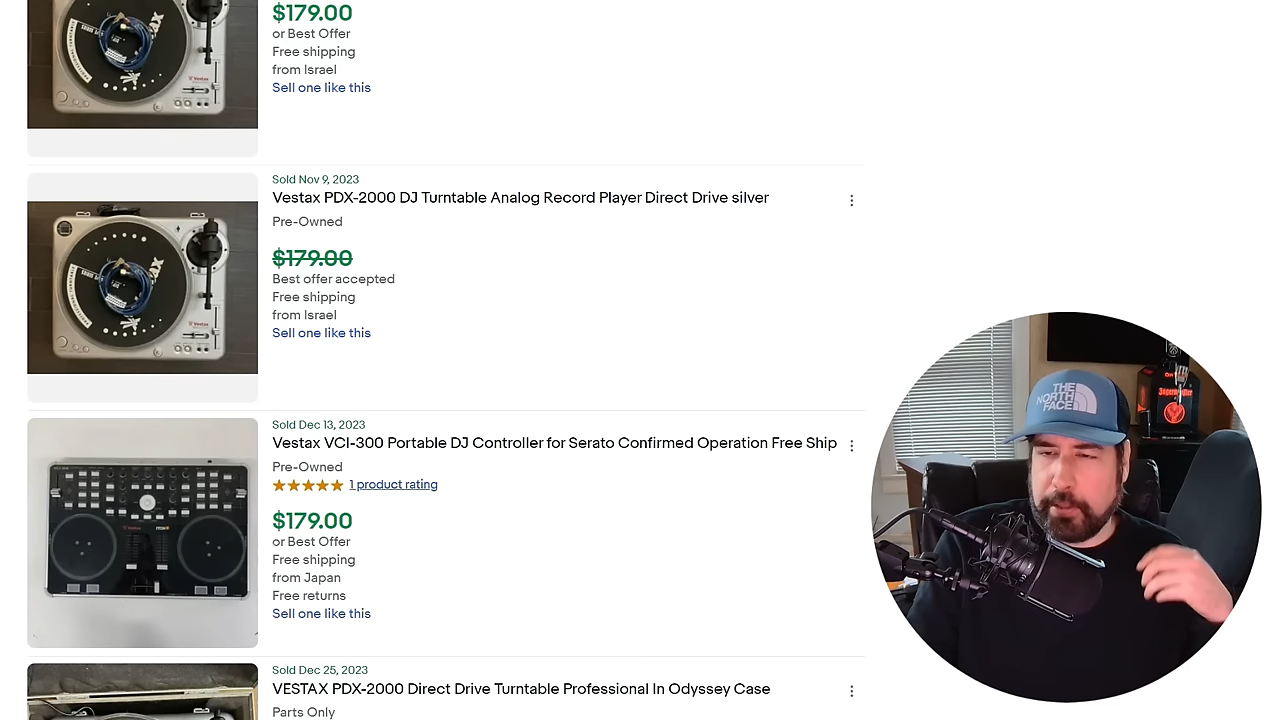 $179.00
or Best Offer
Free shipping
from Israel
Sell one like this
Sold Nov 9, 2023
Vestax PDX-2000 DJ Turntable Analog Record Player Direct Drive silver
Pre-Owned
$179.00
Best offer accepted
Free shipping
from Israel
Sell one like this
Sold Dec 13, 2023
Vestax VCI-300 Portable DJ Controller for Serato Confirmed Operation Free Ship
Pre-Owned
1 product rating
$179.00
or Best Offer
Free shipping
from Japan
Free returns
Sell one like this
Sold Dec 25, 2023
VESTAX PDX-2000 Direct Drive Turntable Professional In Odyssey Case
Parts Only
THE
NORTH
FACE